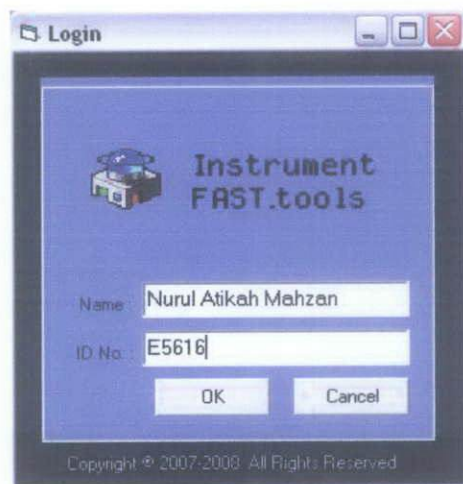 Login
Instrument
FAST.tools
Name : Nurul Atikah Mahzan
ID No. : E5616
OK Cancel
Copyright © 2007-2008 All Rights Reserved